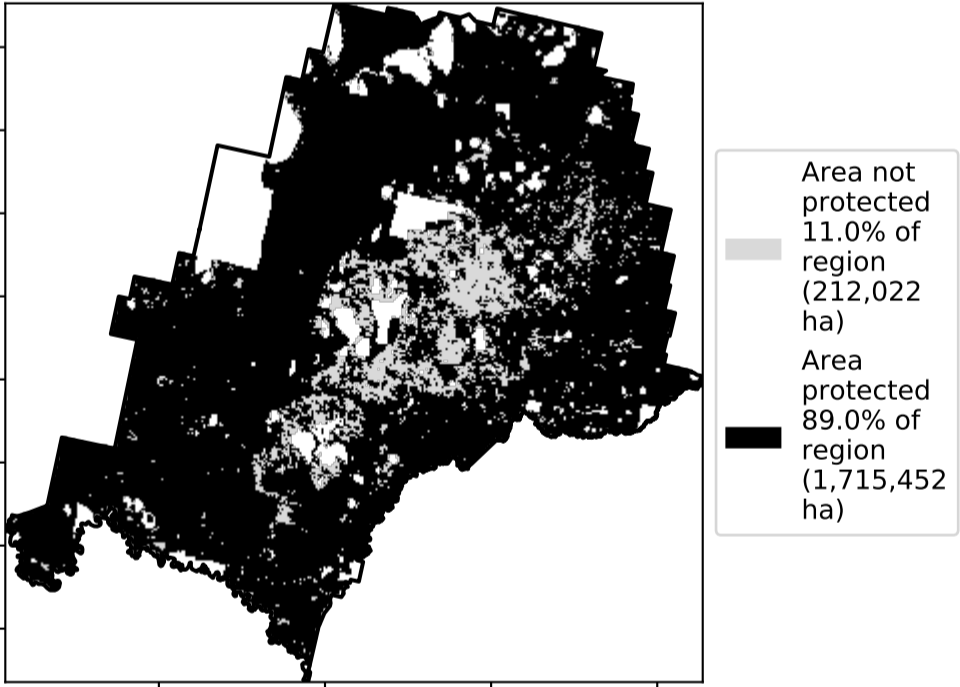 Area not
protected
11.0% of
region
(212,022
ha)
Area
protected
89.0% of
region
(1,715,452
ha)